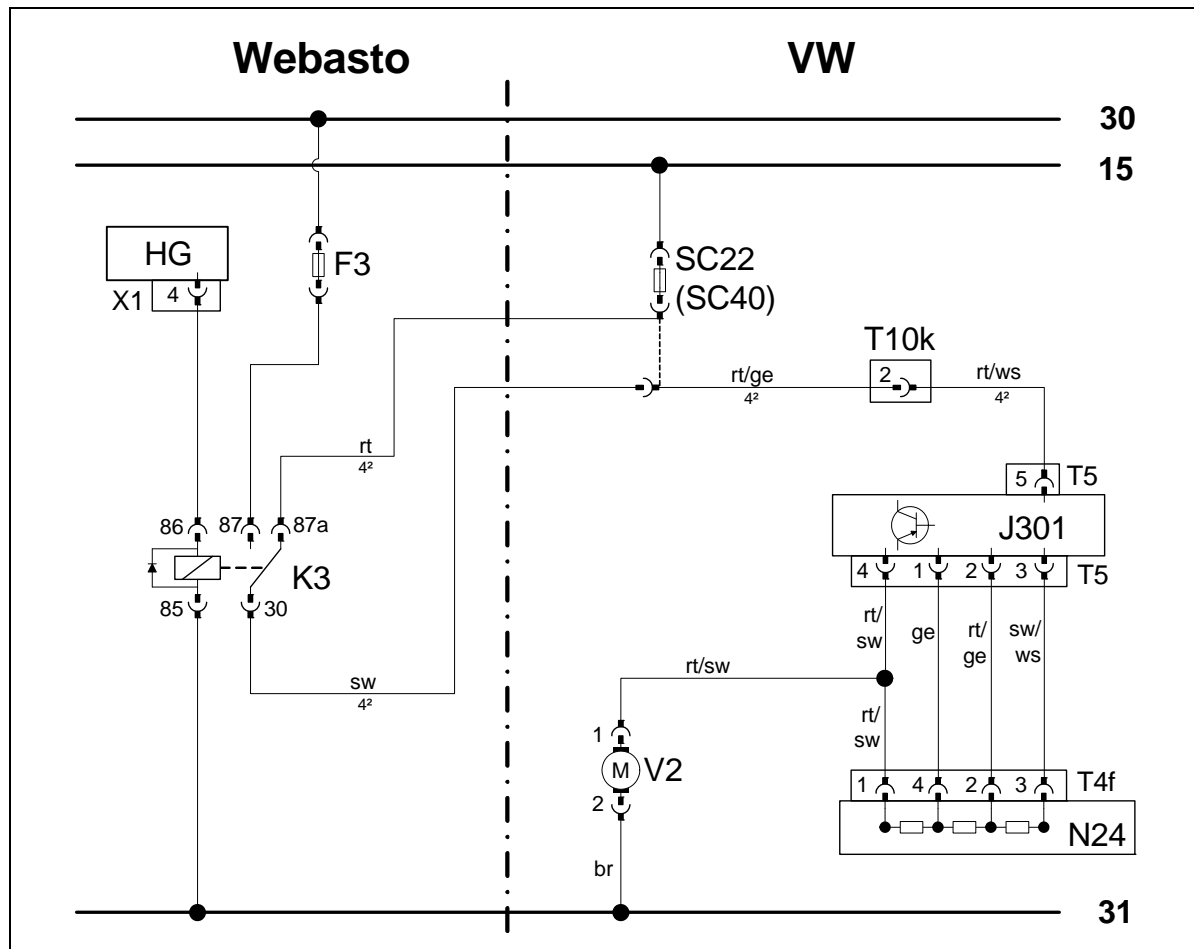 Webasto VW
30
15
HG
X1 4
F3
SC22
(SC40)
T10k
2
rt/ge
4²
rt/ws
4²
rt
4²
5 T5
J301
86 87 87a
K3
85 30
4 1 2 3 T5
rt/
sw
ge
rt/
ge
sw/
ws
sw
4²
rt/sw
rt/
sw
1
M V2
2
1 4 2 3 T4f
N24
br
31